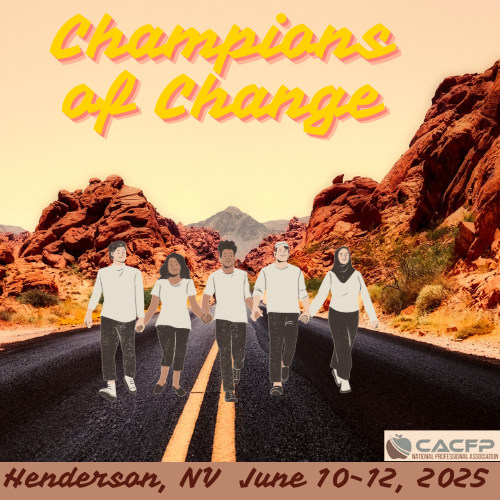 Champions
of Change
CACFP
NATIONAL PROFESSIONAL ASSOCIATION
Henderson, NV June 10-12, 2025